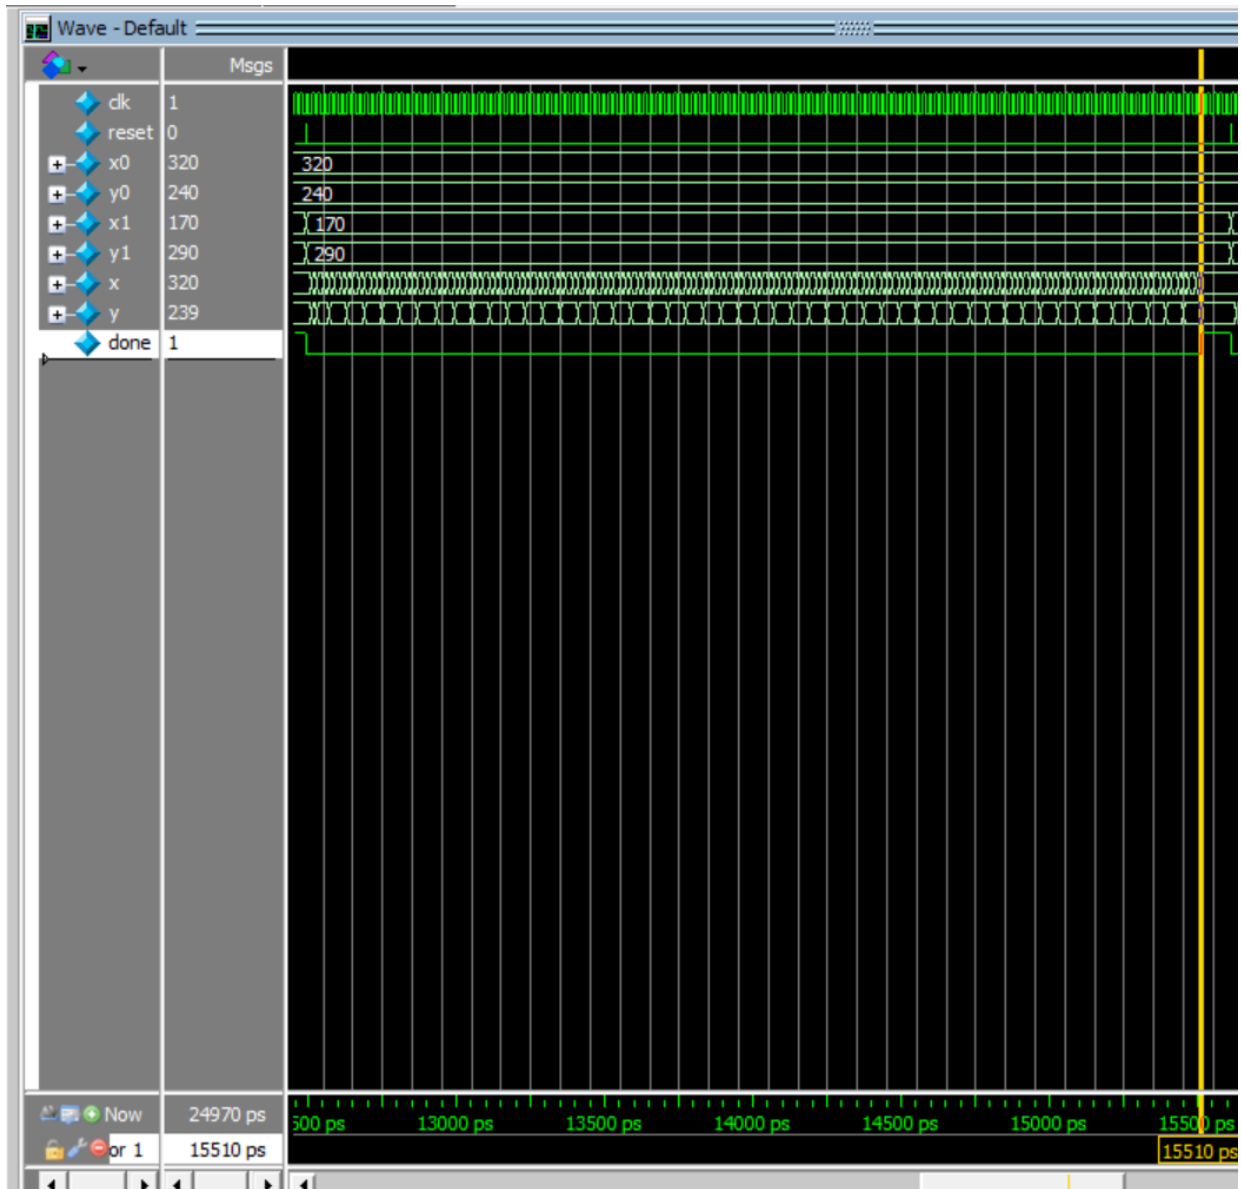 Wave - Default
Msgs
clk 1
reset 0
x0 320 320
y0 240 240
x1 170 170
y1 290 290
x 320
y 239
done 1
Now 24970 ps 500 ps 13000 ps 13500 ps 14000 ps 14500 ps 15000 ps 15500 ps
or 1 15510 ps 15510 ps